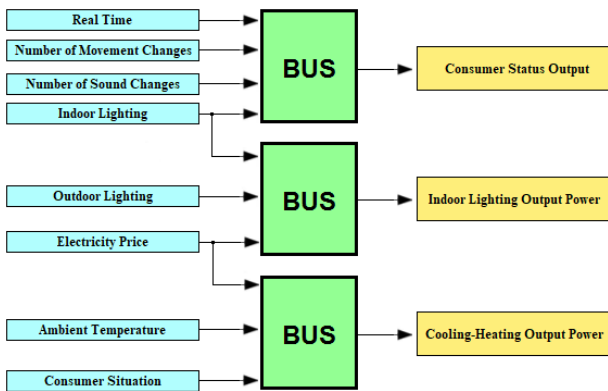 Real Time
Number of Movement Changes
Number of Sound Changes
Indoor Lighting
BUS
Consumer Status Output
Outdoor Lighting
BUS
Indoor Lighting Output Power
Electricity Price
Ambient Temperature
BUS
Cooling-Heating Output Power
Consumer Situation